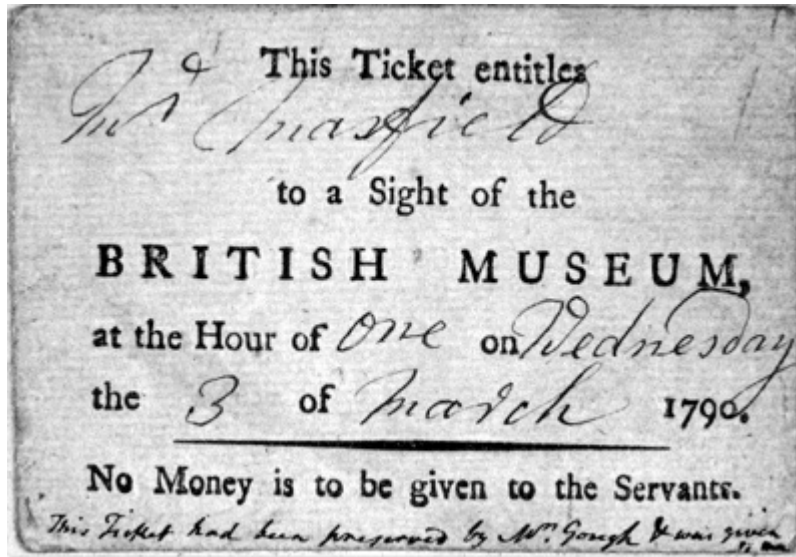 This Ticket entitles
to a Sight of the
BRITISH MUSEUM,
at the Hour of one on Wednesday
the 3 of March 1790.
No Money is to be given to the Servants.
This Ticket had been preserved by Mr. Gough & was given